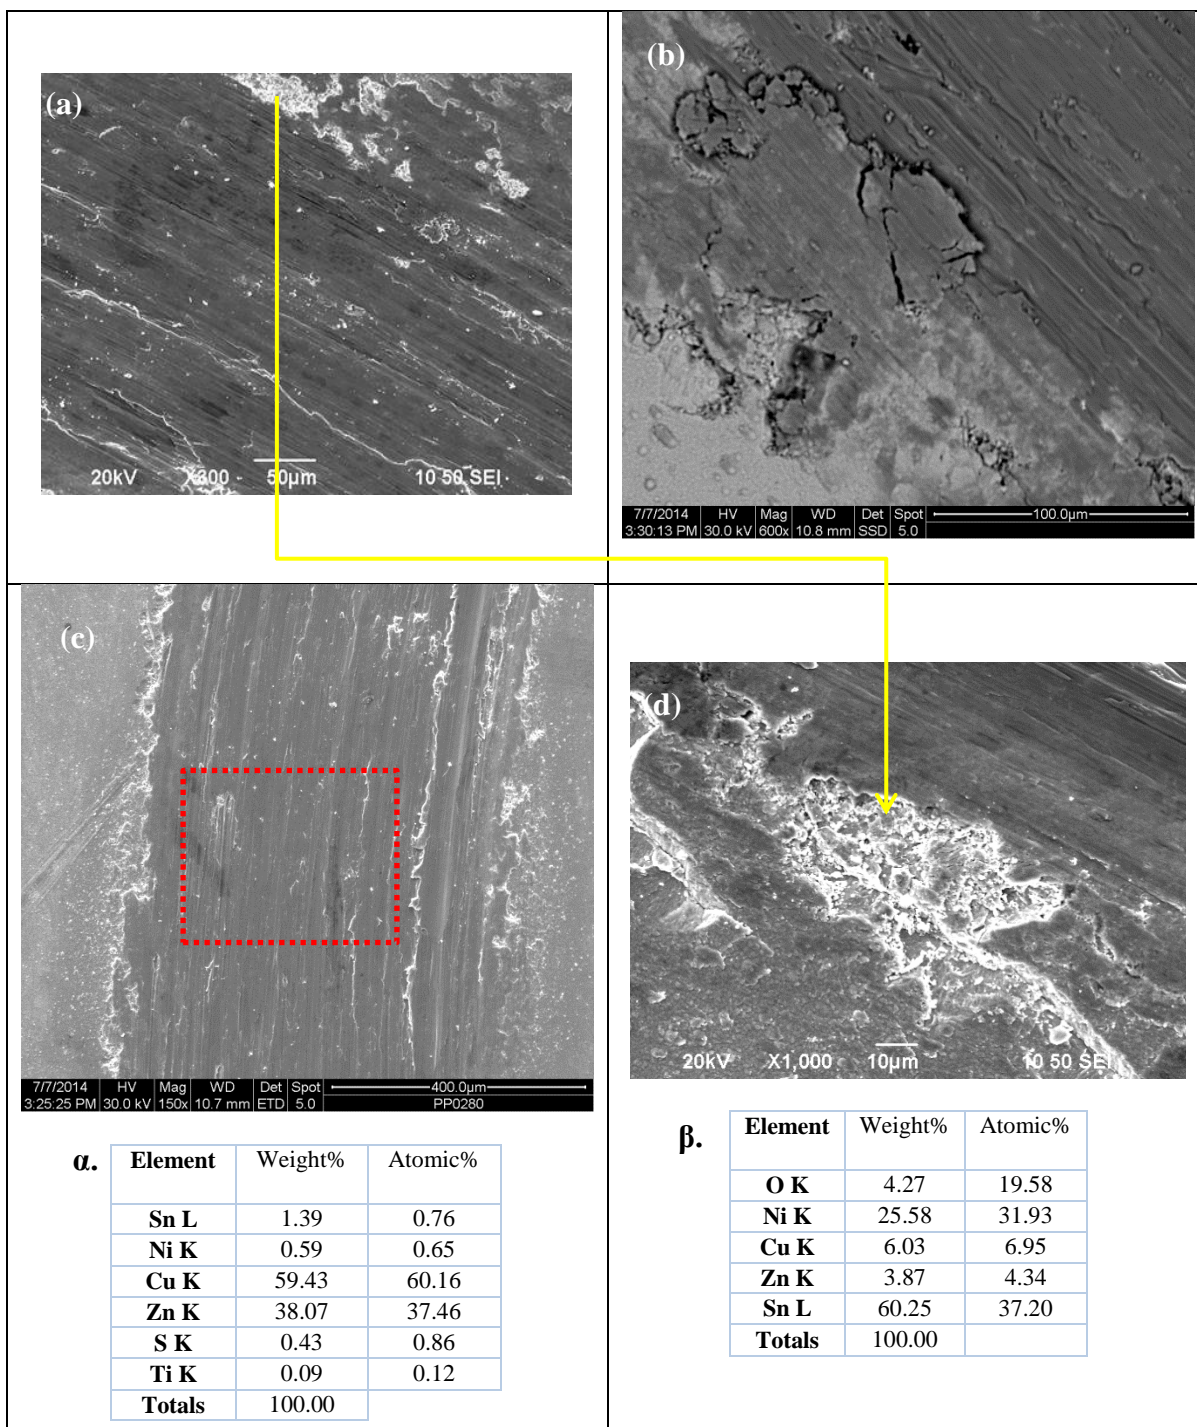 (a)
20kV X300 50µm 10 50 SEI
(b)
7/7/2014 HV Mag WD Det Spot 100.0µm
3:30:13 PM 30.0 kV 600x 10.8 mm SSD 5.0
(c)
7/7/2014 HV Mag WD Det Spot 400.0µm
3:25:25 PM 30.0 kV 150x 10.7 mm ETD 5.0 PP0280
(d)
20kV X1,000 10µm 10 50 SEI
α.
Element Weight% Atomic%
Sn L 1.39 0.76
Ni K 0.59 0.65
Cu K 59.43 60.16
Zn K 38.07 37.46
S K 0.43 0.86
Ti K 0.09 0.12
Totals 100.00
β.
Element Weight% Atomic%
O K 4.27 19.58
Ni K 25.58 31.93
Cu K 6.03 6.95
Zn K 3.87 4.34
Sn L 60.25 37.20
Totals 100.00